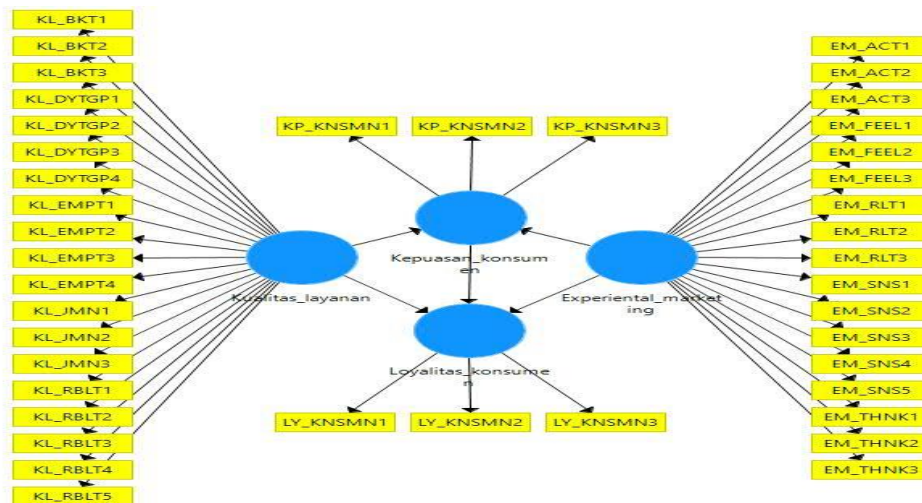 KL_BKT1
KL_BKT2
KL_BKT3
KL_DYTGP1
KL_DYTGP2
KL_DYTGP3
KL_DYTGP4
KL_EMPT1
KL_EMPT2
KL_EMPT3
KL_EMPT4
KL_JMN1
KL_JMN2
KL_JMN3
KL_RBLT1
KL_RBLT2
KL_RBLT3
KL_RBLT4
KL_RBLT5
Kualitas_layanan
KP_KNSMN1
KP_KNSMN2
KP_KNSMN3
Kepuasan_konsum
en
Loyalitas_konsume
n
LY_KNSMN1
LY_KNSMN2
LY_KNSMN3
Experiental_market
ing
EM_ACT1
EM_ACT2
EM_ACT3
EM_FEEL1
EM_FEEL2
EM_FEEL3
EM_RLT1
EM_RLT2
EM_RLT3
EM_SNS1
EM_SNS2
EM_SNS3
EM_SNS4
EM_SNS5
EM_THNK1
EM_THNK2
EM_THNK3